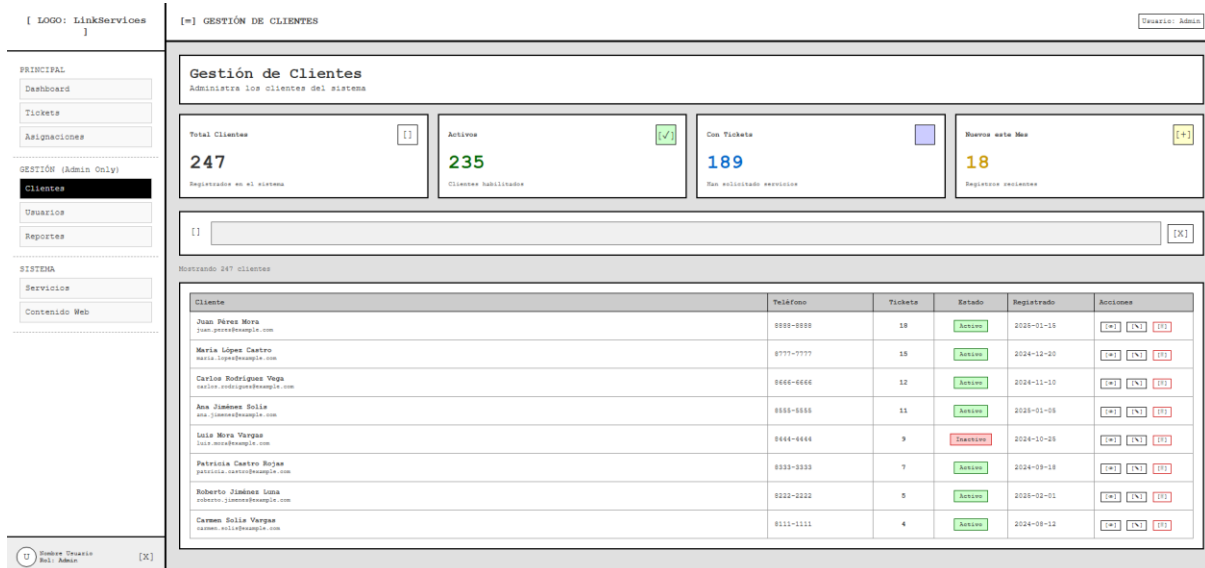 [ LOGO: LinkServices
]
[=] GESTIÓN DE CLIENTES
Usuario: Admin
PRINCIPAL
Dashboard
Tickets
Asignaciones
GESTIÓN (Admin Only)
Clientes
Usuarios
Reportes
SISTEMA
Servicios
Contenido Web
U
Nombre Usuario
Rol: Admin
[X]
Gestión de Clientes
Administra los clientes del sistema
Total Clientes []
247
Registrados en el sistema
Activos [✓]
235
Clientes habilitados
Con Tickets
189
Han solicitado servicios
Nuevos este Mes [+]
18
Registros recientes
[] [X]
Mostrando 247 clientes
Cliente Teléfono Tickets Estado Registrado Acciones
Juan Pérez Mora 8888-8888 18 Activo 2025-01-15
juan.perez@example.com
María López Castro 8777-7777 15 Activo 2024-12-20
maria.lopez@example.com
Carlos Rodríguez Vega 8666-6666 12 Activo 2024-11-10
carlos.rodriguez@example.com
Ana Jiménez Solís 8555-5555 11 Activo 2025-01-05
ana.jimenez@example.com
Luis Mora Vargas 8444-4444 9 Inactivo 2024-10-25
luis.mora@example.com
Patricia Castro Rojas 8333-3333 7 Activo 2024-09-18
patricia.castro@example.com
Roberto Jiménez Luna 8222-2222 5 Activo 2025-02-01
roberto.jimenez@example.com
Carmen Solís Vargas 8111-1111 4 Activo 2024-08-12
carmen.solis@example.com